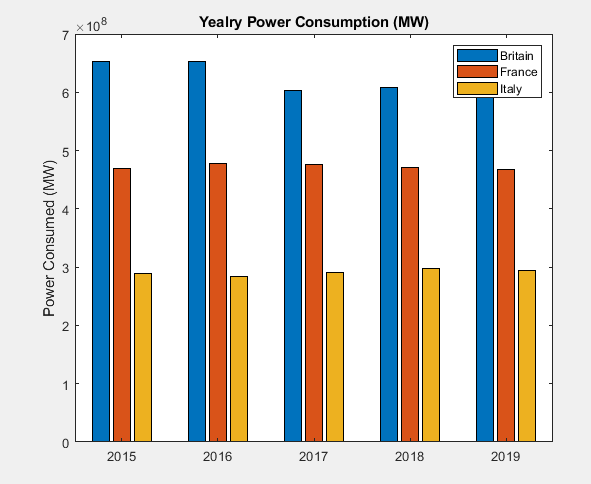 Yealry Power Consumption (MW)
×10^8
Britain
France
Italy
7
6
5
4
3
2
1
0
Power Consumed (MW)
2015 2016 2017 2018 2019